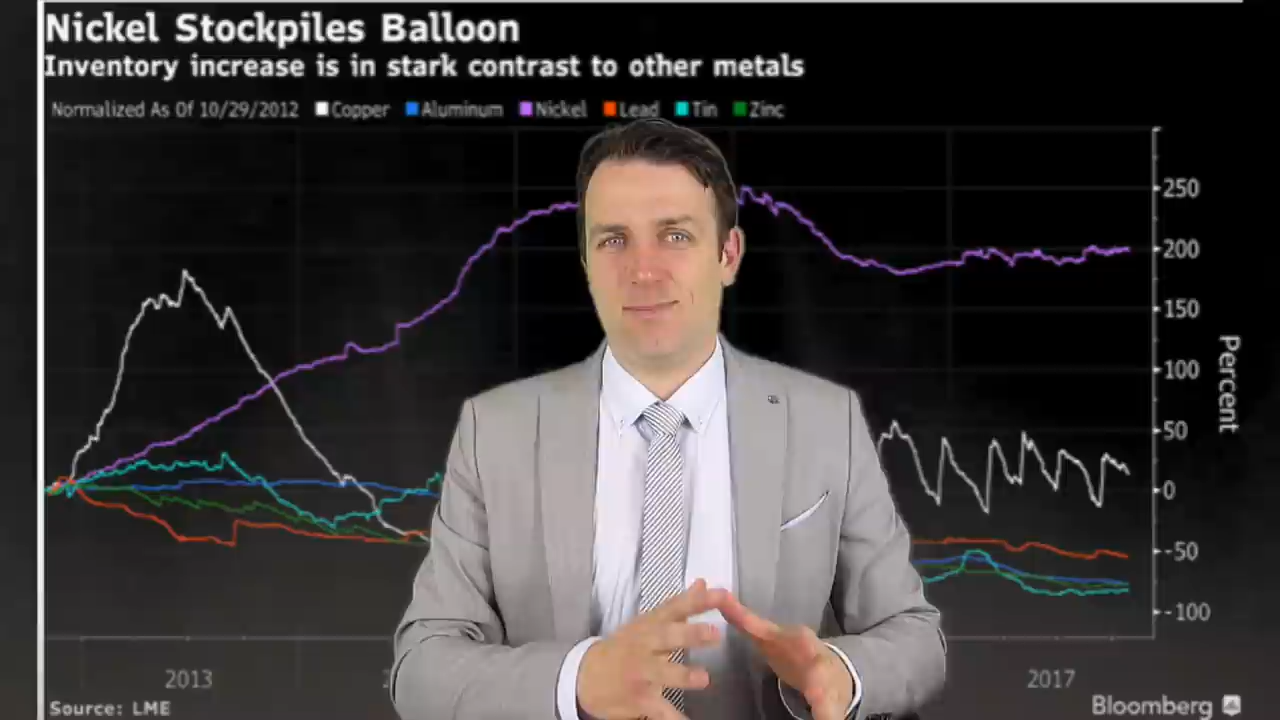 Nickel Stockpiles Balloon
Inventory increase is in stark contrast to other metals
Normalized As Of 10/29/2012 Copper Aluminum Nickel Lead Tin Zinc
250
200
150
100
50
0
-50
-100
Percent
2013
2017
Source: LME
Bloomberg